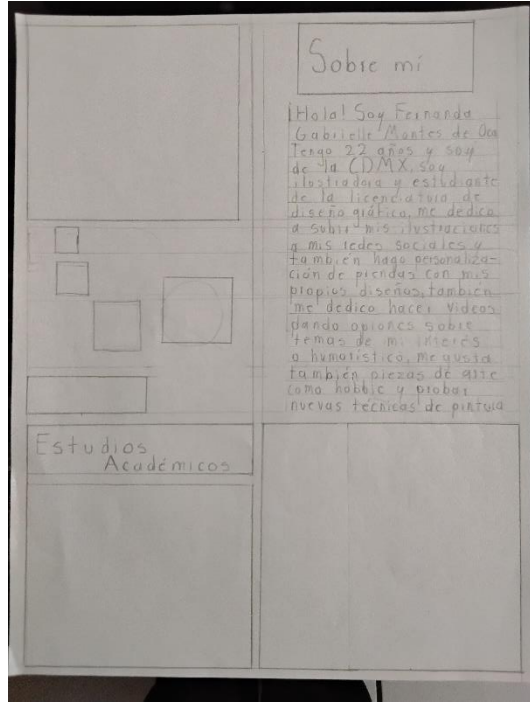 Sobre mí
¡Hola! Soy Fernanda
Gabrielle Montes de Oca
Tengo 22 años y soy
de la CDMX, soy
ilustradora y estudiante
de la licenciatura de
diseño gráfico, me dedico
a subir mis ilustraciones
a mis redes sociales y
también hago personaliza-
ción de prendas con mis
propios diseños, también
me dedico hacer videos
dando opiones sobre
temas de mi interés
o humorístico, me gusta
también piezas de arte
como hobbie y probar
nuevas técnicas de pintura
Estudios
Académicos